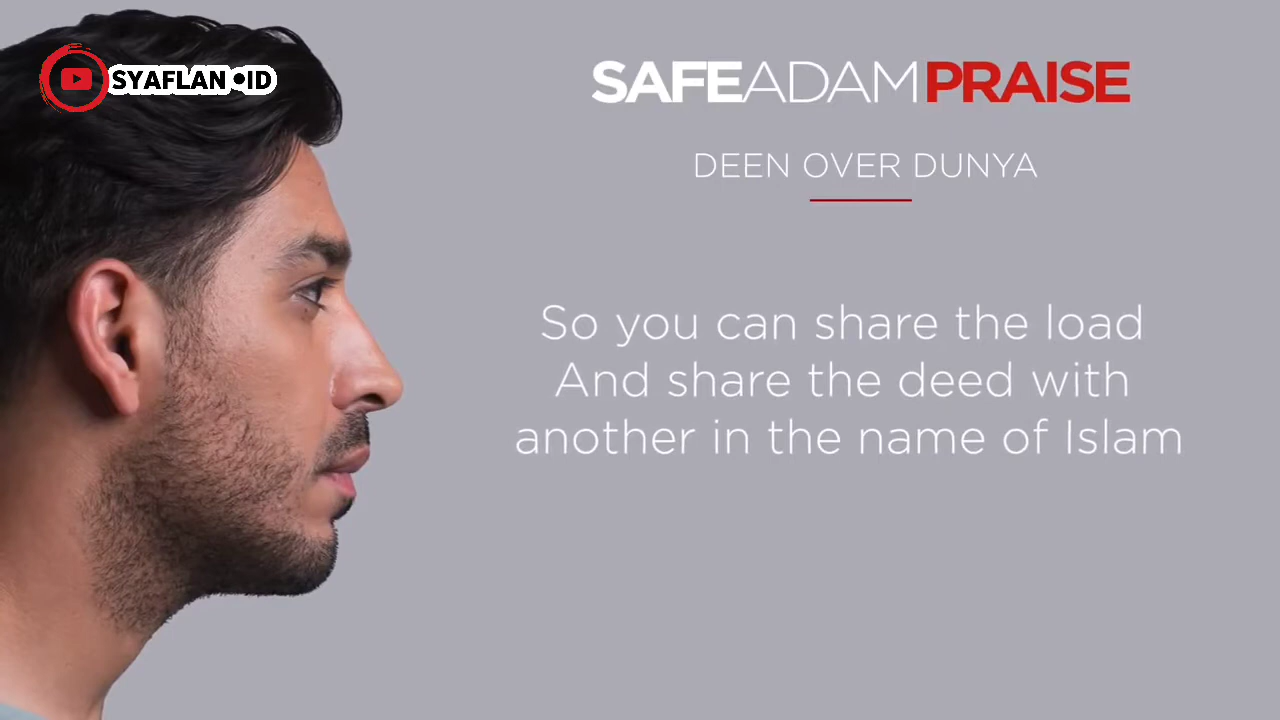 SYAFLAN●ID
SAFEADAMPRAISE
DEEN OVER DUNYA
So you can share the load
And share the deed with
another in the name of Islam